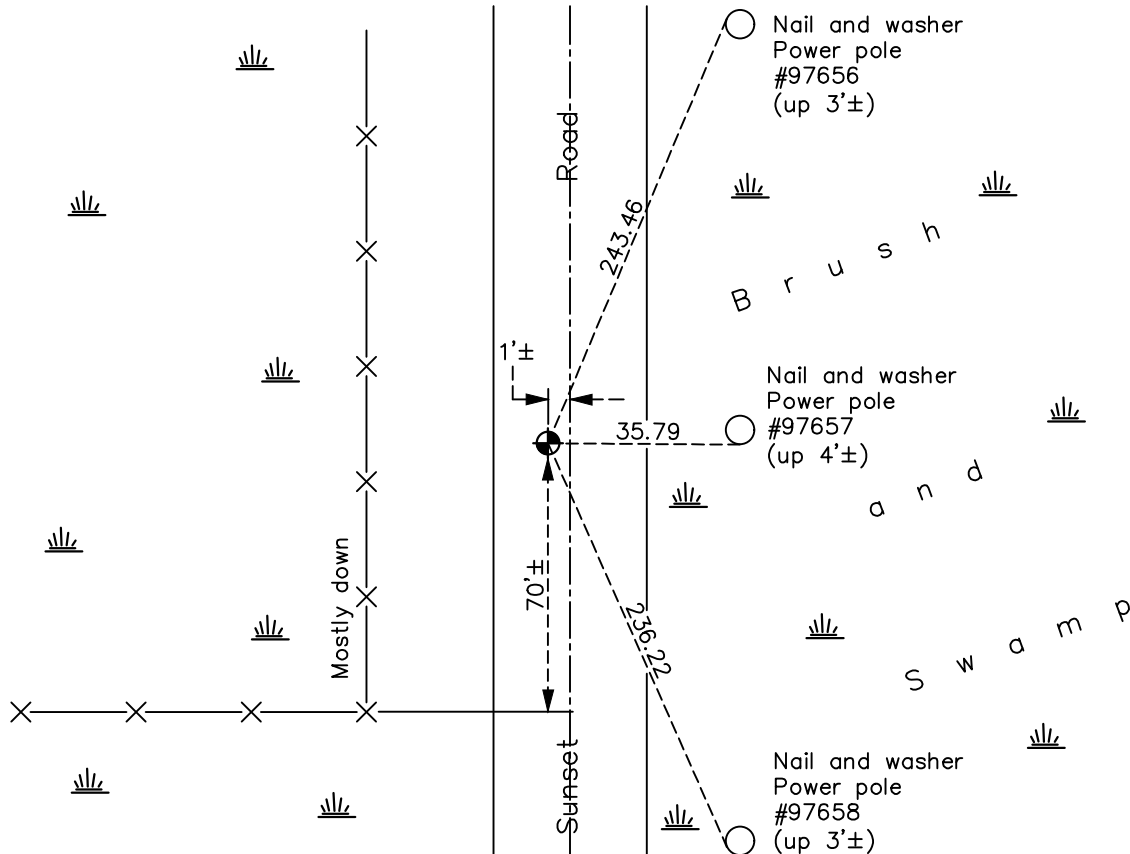 Nail and washer
Power pole
#97656
(up 3'±)
Road
243.46
Brush
1'±
Nail and washer
Power pole
#97657
(up 4'±)
35.79
and
Mostly down
70'±
236.22
Swamp
Sunset
Nail and washer
Power pole
#97658
(up 3'±)